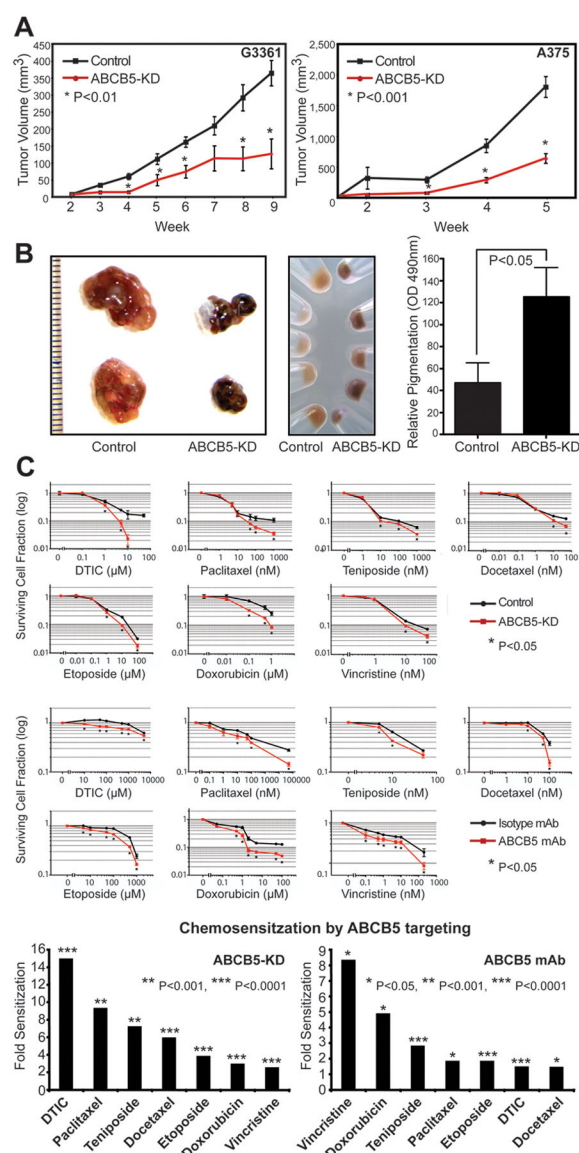 A
G3361
Tumor Volume (mm3)
400
350
300
250
200
150
100
50
0
Control
ABCB5-KD
* P<0.01
* * * * *
2 3 4 5 6 7 8 9
Week
A375
Tumor Volume (mm3)
2,500
2,000
1,500
1,000
500
0
Control
ABCB5-KD
* P<0.001
* * *
2 3 4 5
Week
B
Control ABCB5-KD
Control ABCB5-KD
Relative Pigmentation (OD 490nm)
160
140
120
100
80
60
40
20
0
P<0.05
Control ABCB5-KD
C
Surviving Cell Fraction (log)
1
0.1
0.01
DTIC (µM)
Paclitaxel (nM)
Teniposide (nM)
Docetaxel (nM)
Etoposide (µM)
Doxorubicin (µM)
Vincristine (nM)
Control
ABCB5-KD
* P<0.05
Surviving Cell Fraction (log)
1
0.1
DTIC (µM)
Paclitaxel (nM)
Teniposide (nM)
Docetaxel (nM)
Etoposide (µM)
Doxorubicin (µM)
Vincristine (nM)
Isotype mAb
ABCB5 mAb
* P<0.05
Chemosensitzation by ABCB5 targeting
ABCB5-KD
** P<0.001, *** P<0.0001
Fold Sensitization
16
14
12
10
8
6
4
2
0
*** ** ** *** *** *** ***
DTIC
Paclitaxel
Teniposide
Docetaxel
Etoposide
Doxorubicin
Vincristine
ABCB5 mAb
* P<0.05, ** P<0.001, *** P<0.0001
Fold Sensitization
9
8
7
6
5
4
3
2
1
0
* * *** * *** *** *
Vincristine
Doxorubicin
Teniposide
Paclitaxel
Etoposide
DTIC
Docetaxel